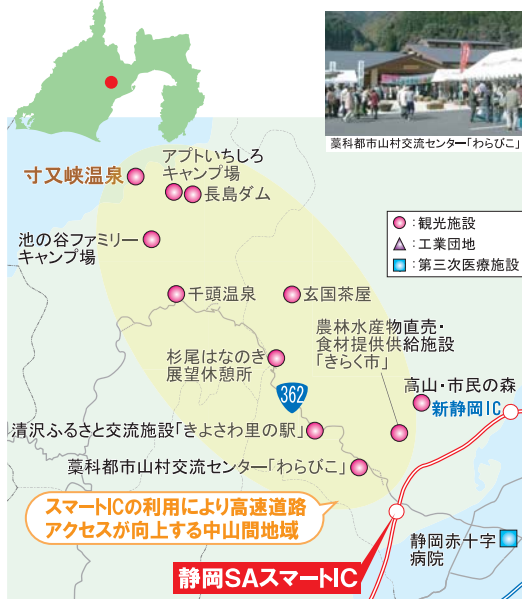 藁科都市山村交流センター「わらびこ」
寸又峡温泉
アプトいちしろ
キャンプ場
長島ダム
：観光施設
：工業団地
：第三次医療施設
池の谷ファミリー
キャンプ場
千頭温泉
玄国茶屋
農林水産物直売・
食材提供供給施設
「きらく市」
杉尾はなのき
展望休憩所
362
高山・市民の森
新静岡IC
清沢ふるさと交流施設「きよさわ里の駅」
藁科都市山村交流センター「わらびこ」
スマートICの利用により高速道路
アクセスが向上する中山間地域
静岡赤十字
病院
静岡SAスマートIC